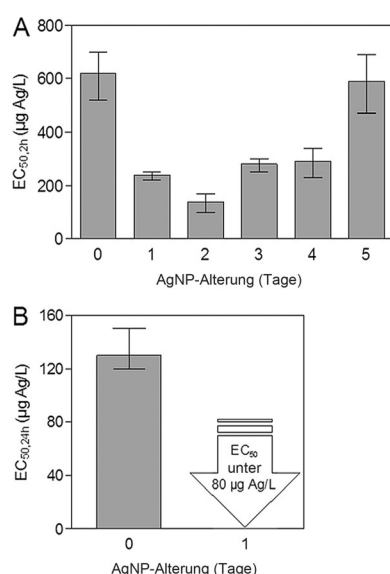 A
EC50,2h (µg Ag/L)
800
600
400
200
0
0 1 2 3 4 5
AgNP-Alterung (Tage)
B
EC50,24h (µg Ag/L)
160
120
80
40
0
EC50
unter
80 µg Ag/L
0 1
AgNP-Alterung (Tage)